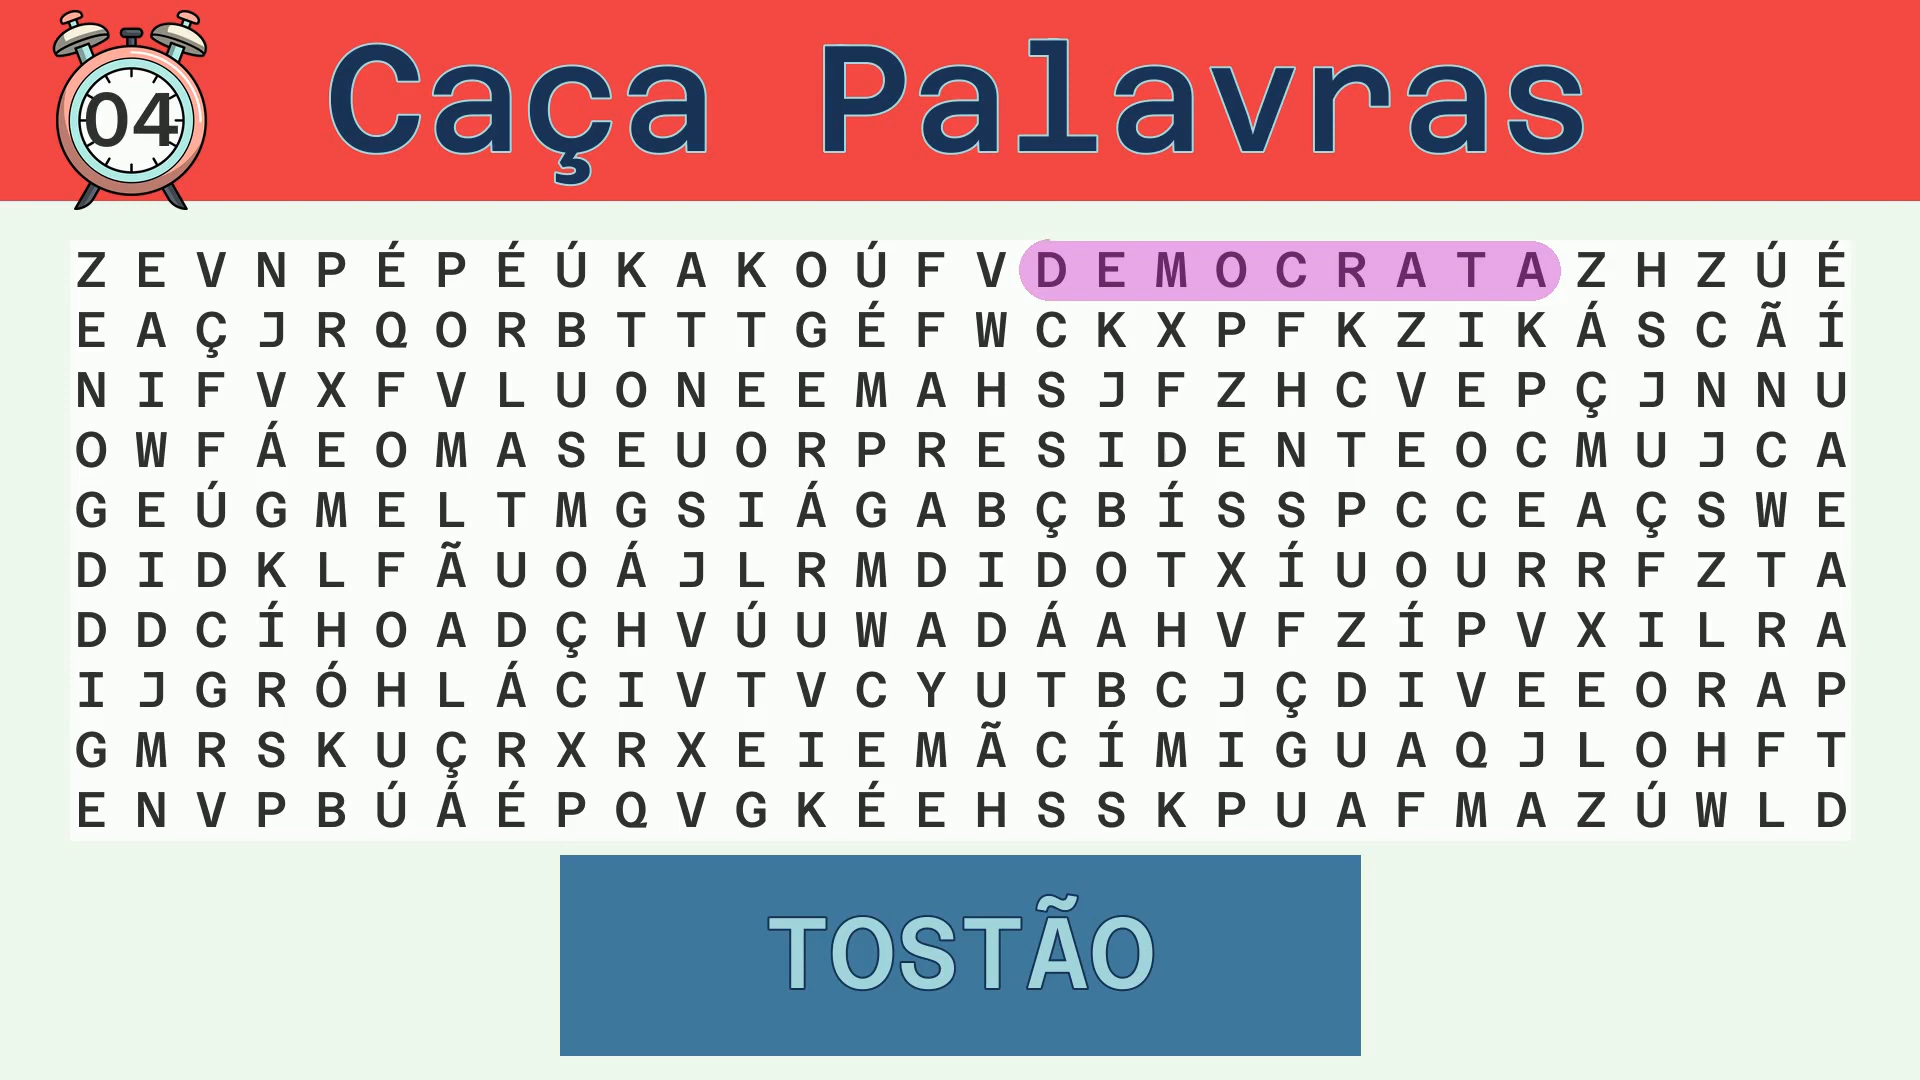 04
Caça Palavras
Z E V N P É P É Ú K A K O Ú F V D E M O C R A T A Z H Z Ú É
E A Ç J R Q O R B T T T G É F W C K X P F K Z I K Á S C Ã Í
N I F V X F V L U O N E E M A H S J F Z H C V E P Ç J N N U
O W F Á E O M A S E U O R P R E S I D E N T E O C M U J C A
G E Ú G M E L T M G S I Á G A B Ç B Í S S P C C E A Ç S W E
D I D K L F Ã U O Á J L R M D I D O T X Í U O U R R F Z T A
D D C Í H O A D Ç H V Ú U W A D Á A H V F Z Í P V X I L R A
I J G R Ó H L Á C I V T V C Y U T B C J Ç D I V E E O R A P
G M R S K U Ç R X R X E I E M Ã C Í M I G U A Q J L O H F T
E N V P B Ú Á É P Q V G K É E H S S K P U A F M A Z Ú W L D
TOSTÃO